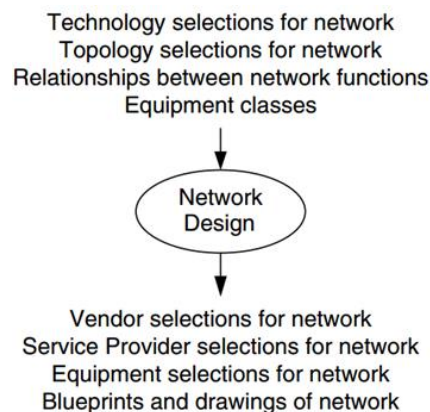 Technology selections for network
Topology selections for network
Relationships between network functions
Equipment classes
Network
Design
Vendor selections for network
Service Provider selections for network
Equipment selections for network
Blueprints and drawings of network